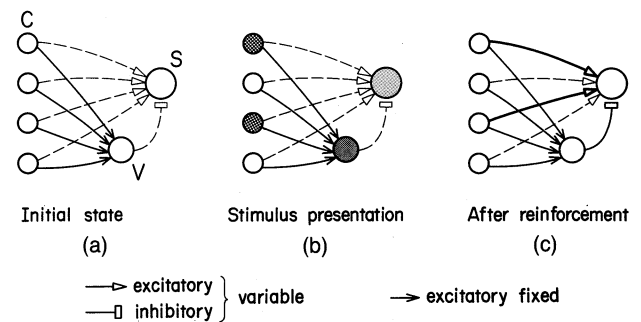 C
S
V
Initial state
(a)
Stimulus presentation
(b)
After reinforcement
(c)
excitatory
inhibitory
variable
excitatory fixed